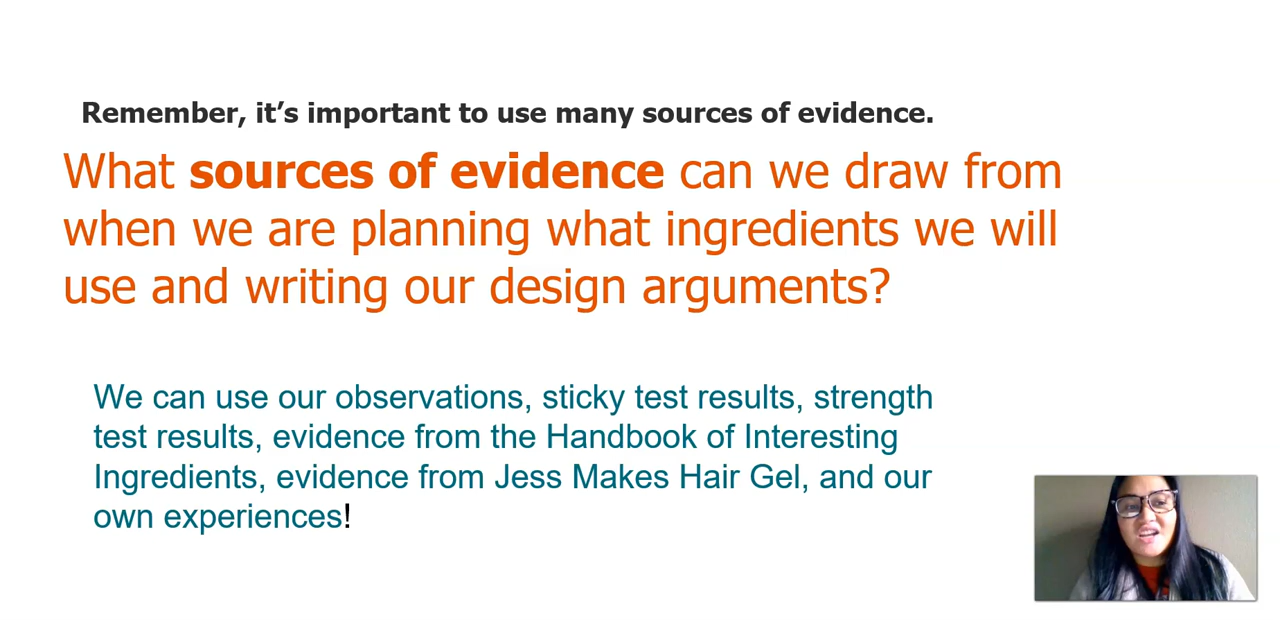 Remember, it’s important to use many sources of evidence.
What sources of evidence can we draw from
when we are planning what ingredients we will
use and writing our design arguments?
We can use our observations, sticky test results, strength
test results, evidence from the Handbook of Interesting
Ingredients, evidence from Jess Makes Hair Gel, and our
own experiences!